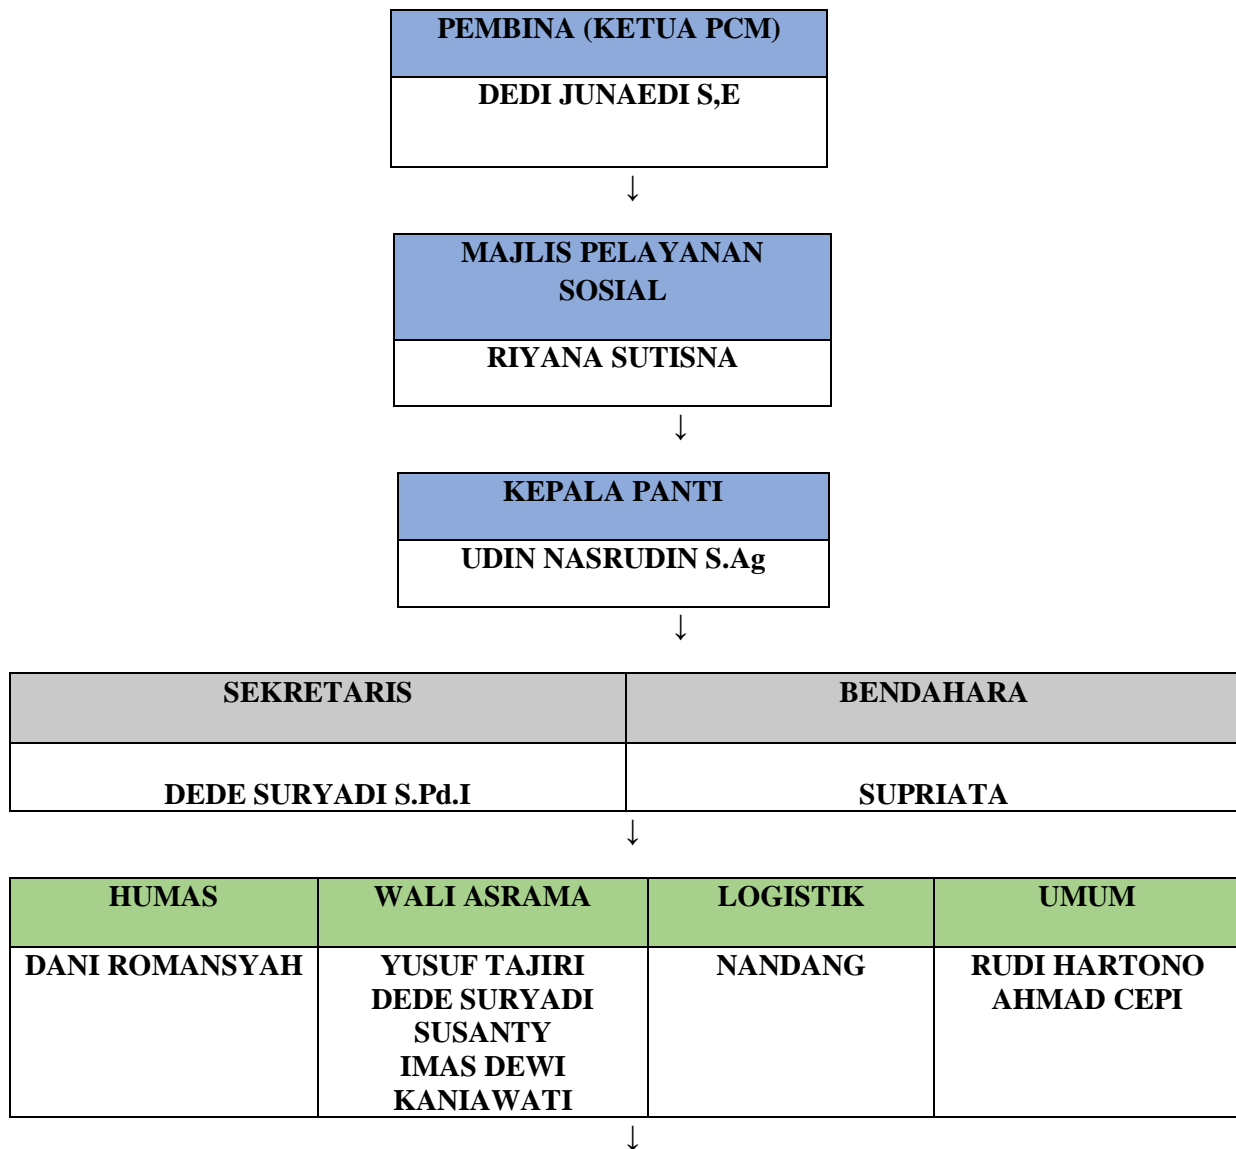 PEMBINA (KETUA PCM)
DEDI JUNAEDI S,E
↓
MAJLIS PELAYANAN
SOSIAL
RIYANA SUTISNA
↓
KEPALA PANTI
UDIN NASRUDIN S.Ag
↓
SEKRETARIS
BENDAHARA
DEDE SURYADI S.Pd.I
SUPRIATA
↓
HUMAS
WALI ASRAMA
LOGISTIK
UMUM
DANI ROMANSYAH
YUSUF TAJIRI
DEDE SURYADI
SUSANTY
IMAS DEWI
KANIAWATI
NANDANG
RUDI HARTONO
AHMAD CEPI
↓